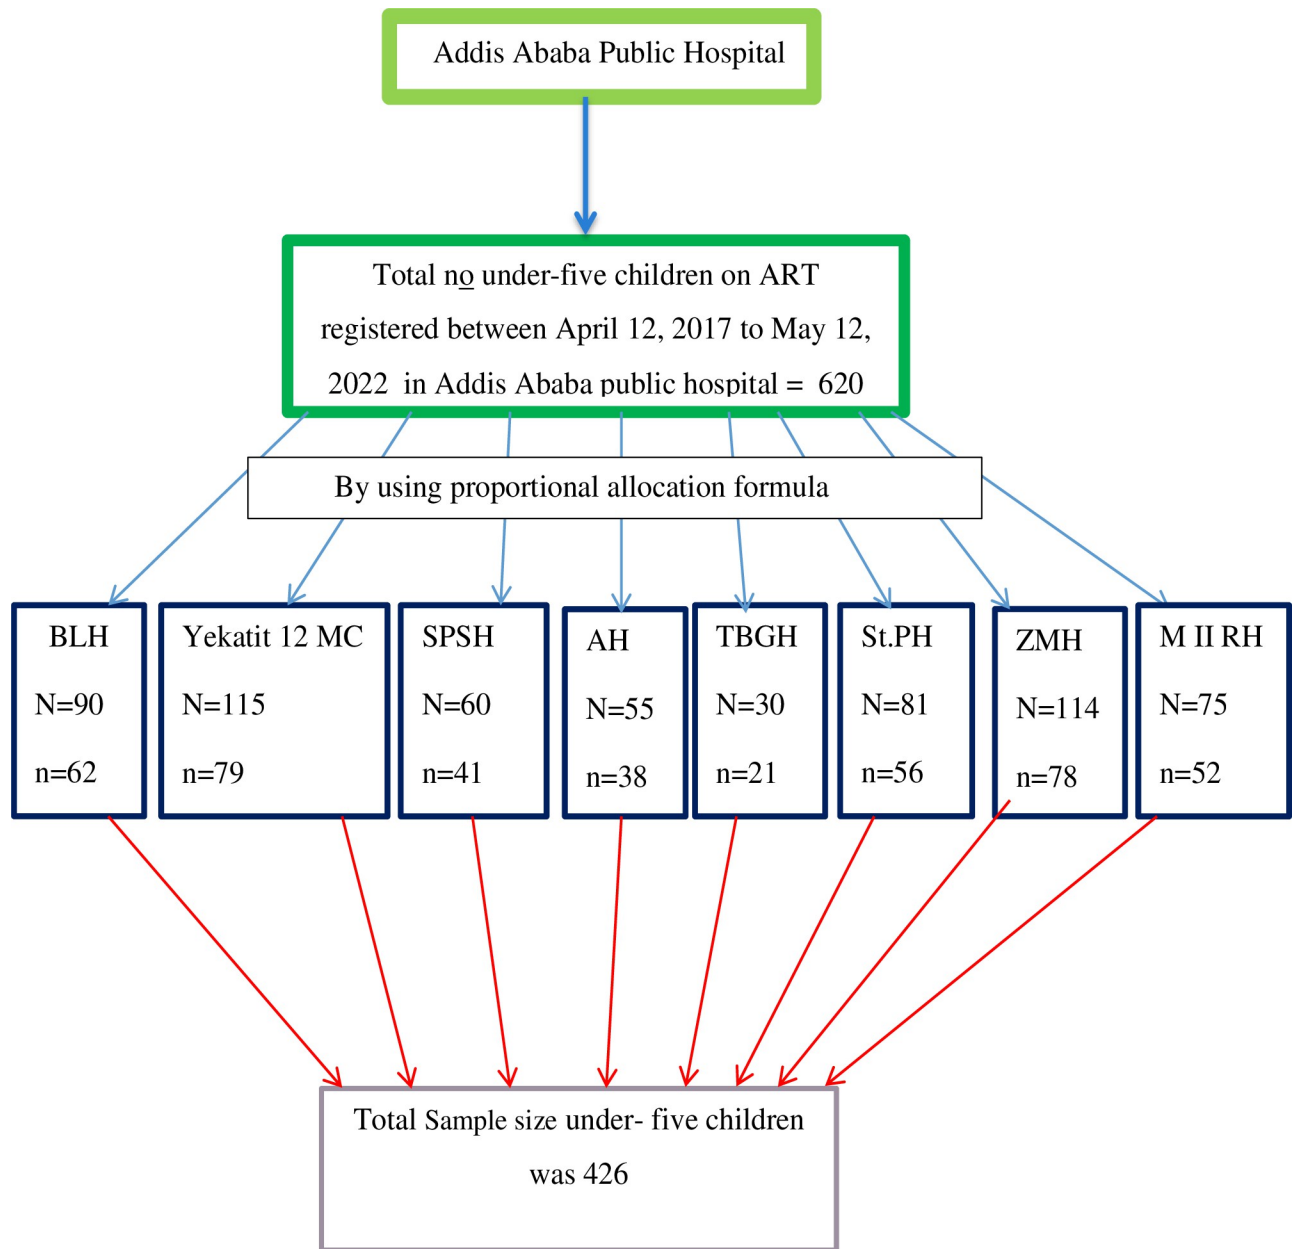 Addis Ababa Public Hospital
Total no under-five children on ART
registered between April 12, 2017 to May 12,
2022 in Addis Ababa public hospital = 620
By using proportional allocation formula
BLH
N=90
n=62
Yekatit 12 MC
N=115
n=79
SPSH
N=60
n=41
AH
N=55
n=38
TBGH
N=30
n=21
St.PH
N=81
n=56
ZMH
N=114
n=78
M II RH
N=75
n=52
Total Sample size under- five children
was 426